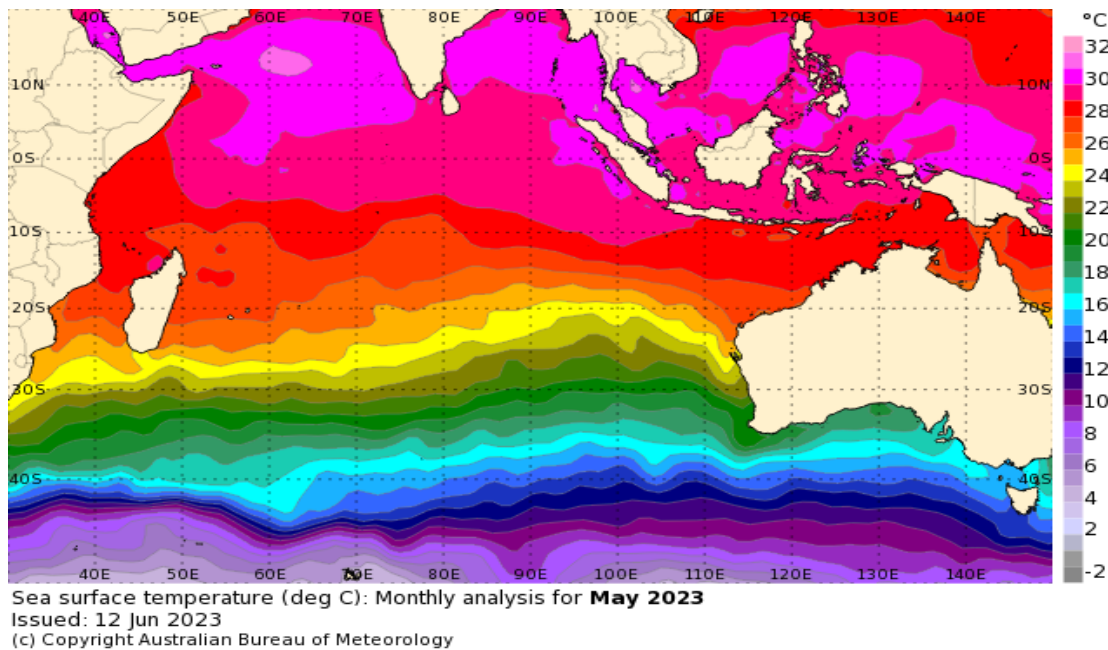 40E 50E 60E 70E 80E 90E 100E 110E 120E 130E 140E °C
32
10N 10N 30
28
0S 0S 26
24
10S 10S 22
20
20S 20S 18
16
14
30S 30S 12
10
8
40S 40S 6
4
2
40E 50E 60E 70E 80E 90E 100E 110E 120E 130E 140E -2
Sea surface temperature (deg C): Monthly analysis for May 2023
Issued: 12 Jun 2023
(c) Copyright Australian Bureau of Meteorology